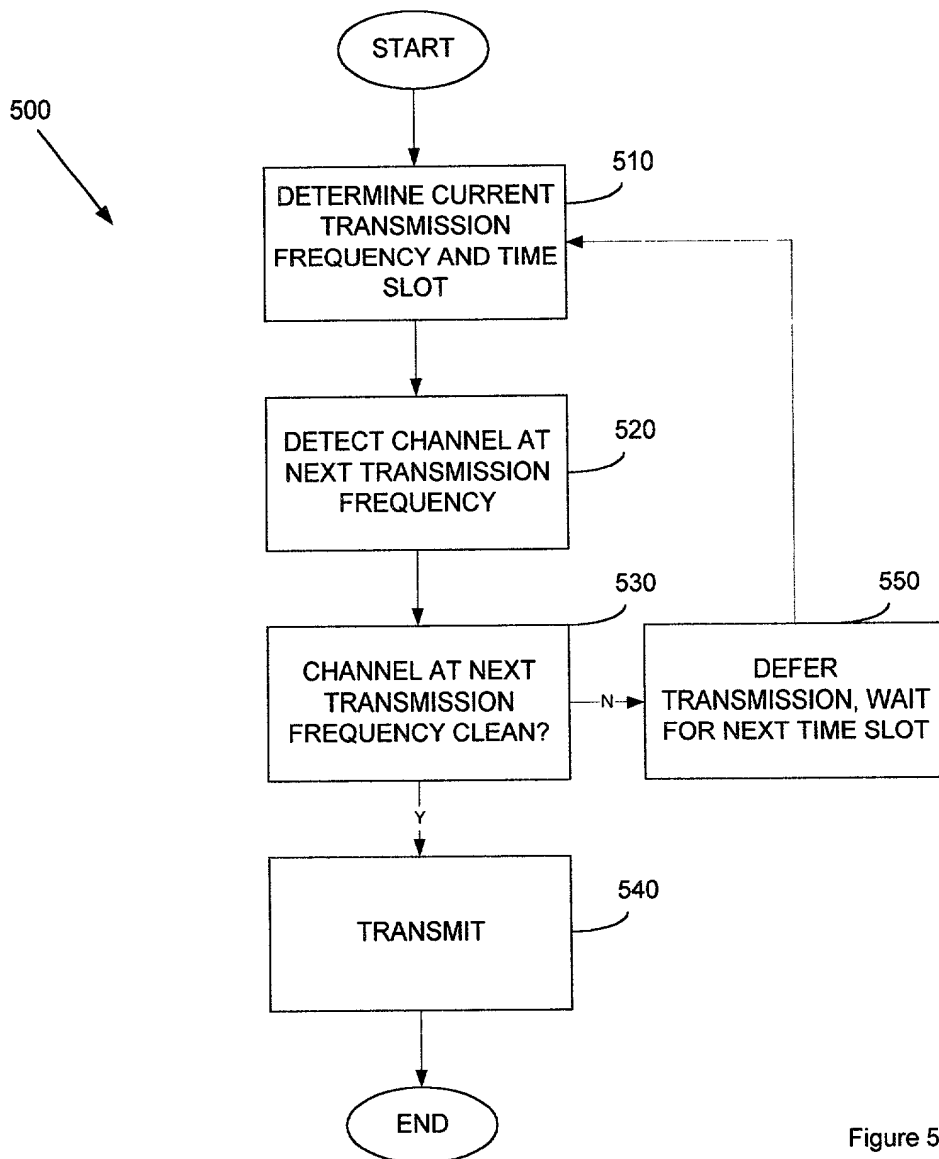 START
500
510
DETERMINE CURRENT
TRANSMISSION
FREQUENCY AND TIME
SLOT
520
DETECT CHANNEL AT
NEXT TRANSMISSION
FREQUENCY
530
550
CHANNEL AT NEXT
TRANSMISSION
FREQUENCY CLEAN?
N
DEFER
TRANSMISSION, WAIT
FOR NEXT TIME SLOT
Y
540
TRANSMIT
END
Figure 5